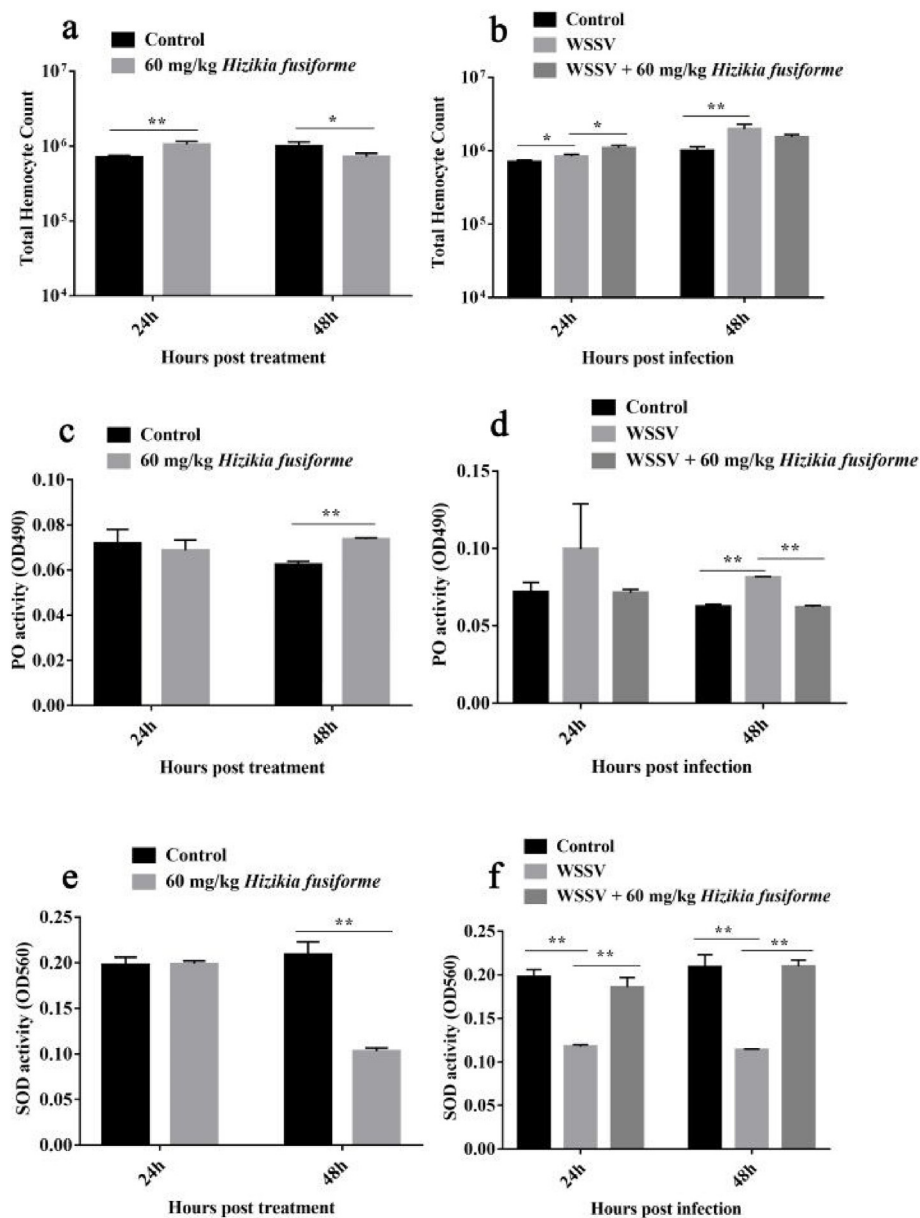 a
Control
60 mg/kg Hizikia fusiforme
Total Hemocyte Count
10⁷
10⁶
10⁵
10⁴
**
*
24h
48h
Hours post treatment
b
Control
WSSV
WSSV + 60 mg/kg Hizikia fusiforme
Total Hemocyte Count
10⁷
10⁶
10⁵
10⁴
*
*
**
24h
48h
Hours post infection
c
Control
60 mg/kg Hizikia fusiforme
PO activity (OD490)
0.10
0.08
0.06
0.04
0.02
0.00
**
24h
48h
Hours post treatment
d
Control
WSSV
WSSV + 60 mg/kg Hizikia fusiforme
PO activity (OD490)
0.15
0.10
0.05
0.00
**
**
24h
48h
Hours post infection
e
Control
60 mg/kg Hizikia fusiforme
SOD activity (OD560)
0.25
0.20
0.15
0.10
0.05
0.00
**
24h
48h
Hours post treatment
f
Control
WSSV
WSSV + 60 mg/kg Hizikia fusiforme
SOD activity (OD560)
0.25
0.20
0.15
0.10
0.05
0.00
**
**
**
**
24h
48h
Hours post infection